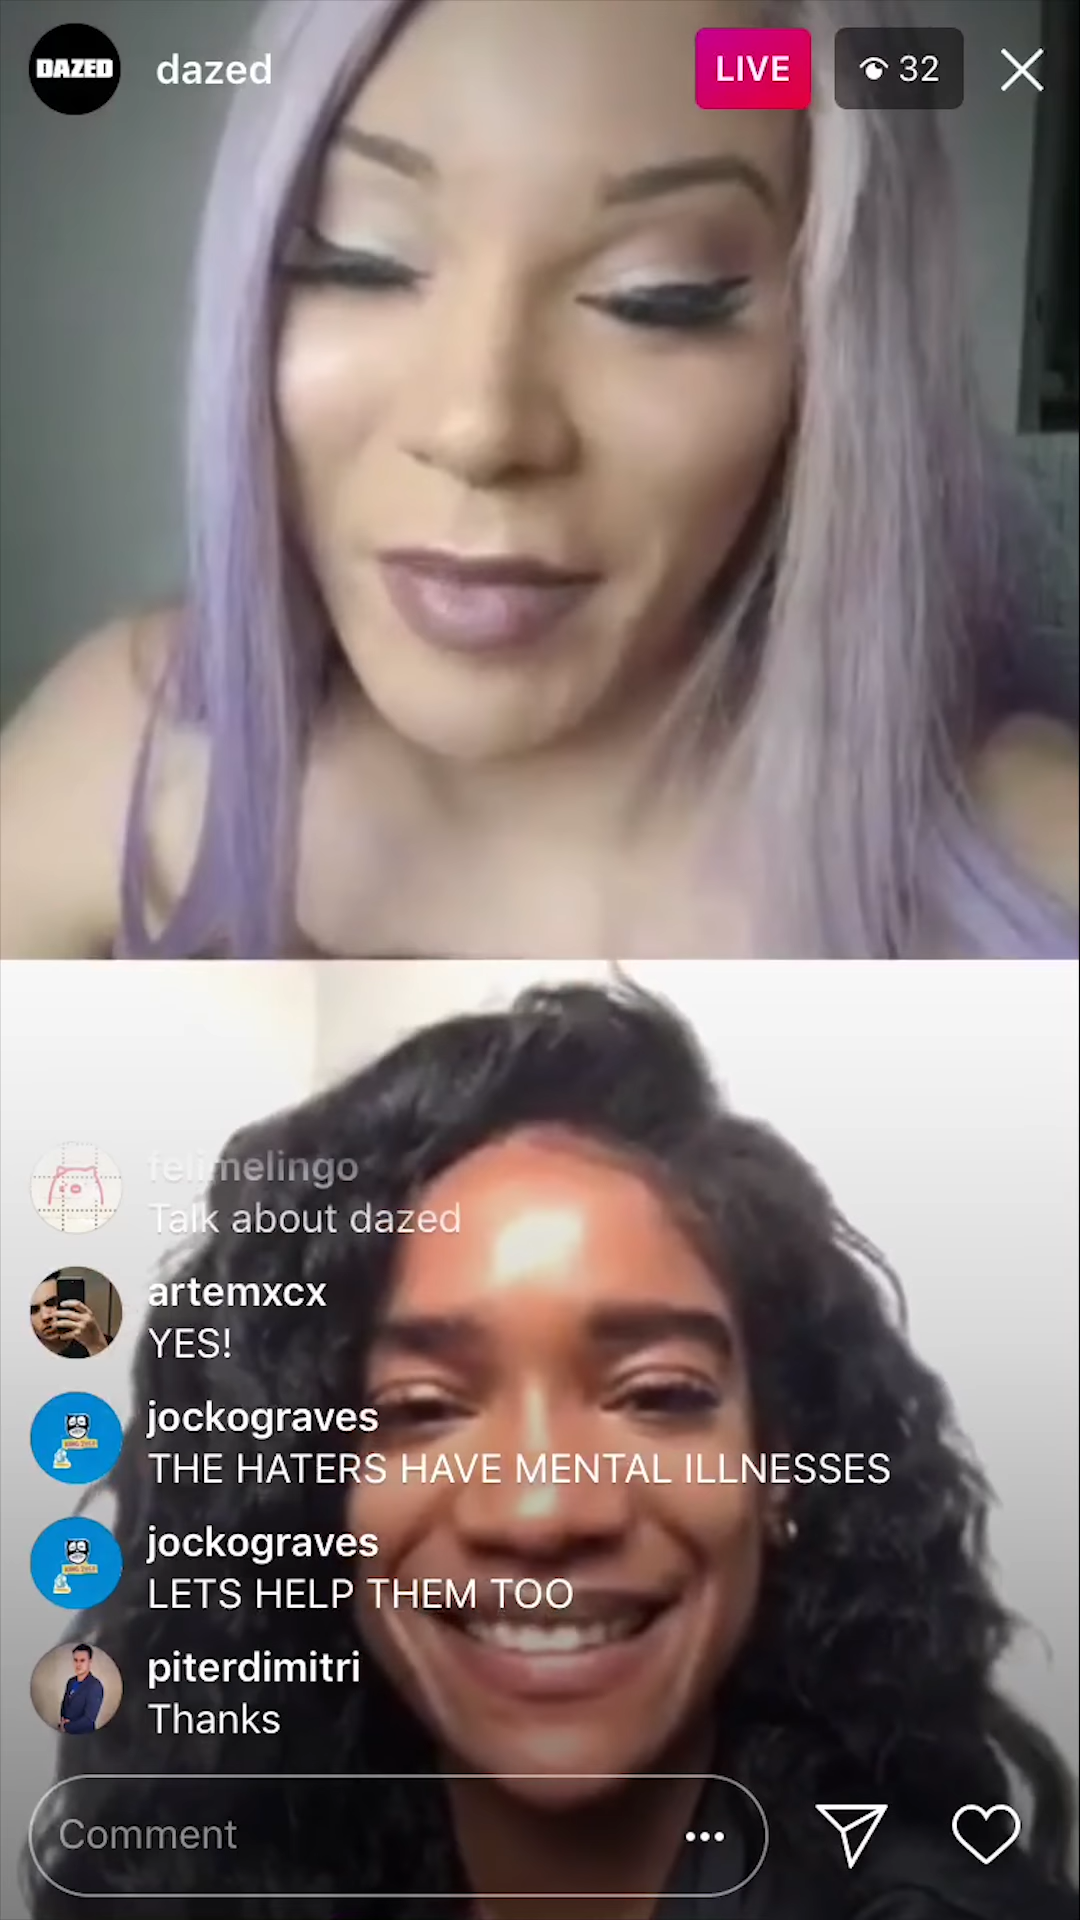 DAZED
dazed
LIVE
32
felimelingo
Talk about dazed
artemxcx
YES!
jockograves
THE HATERS HAVE MENTAL ILLNESSES
jockograves
LETS HELP THEM TOO
piterdimitri
Thanks
Comment